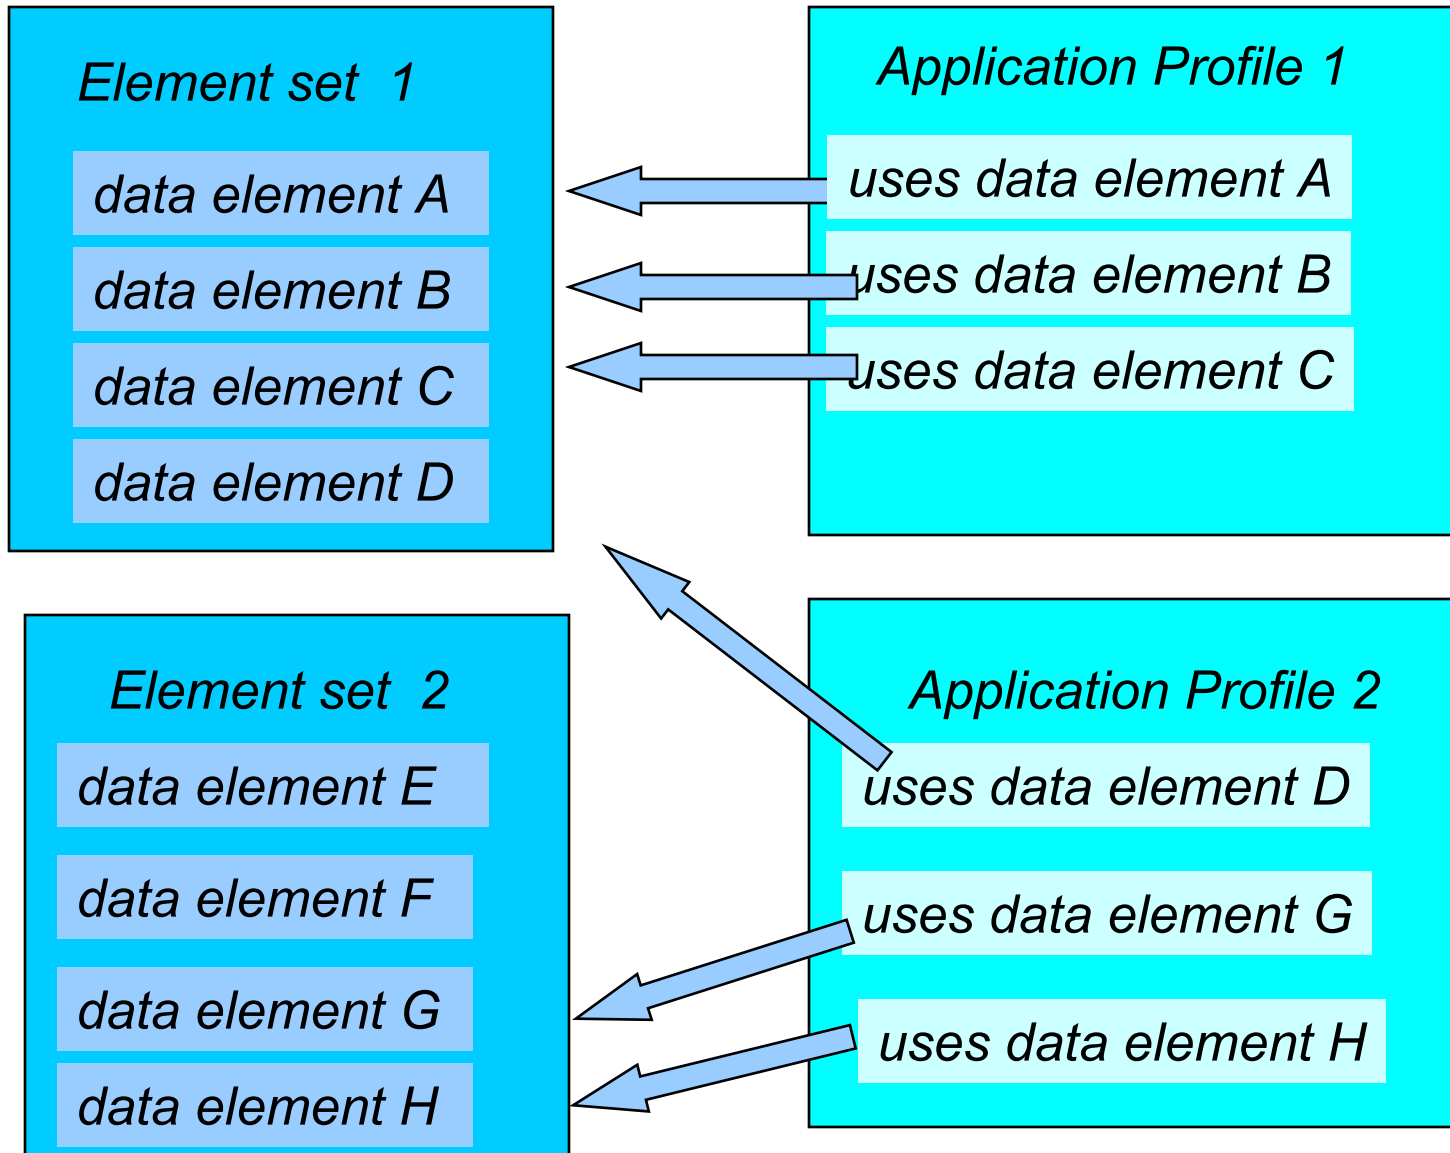 Element set 1
data element A
data element B
data element C
data element D
Application Profile 1
uses data element A
uses data element B
uses data element C
Element set 2
data element E
data element F
data element G
data element H
Application Profile 2
uses data element D
uses data element G
uses data element H